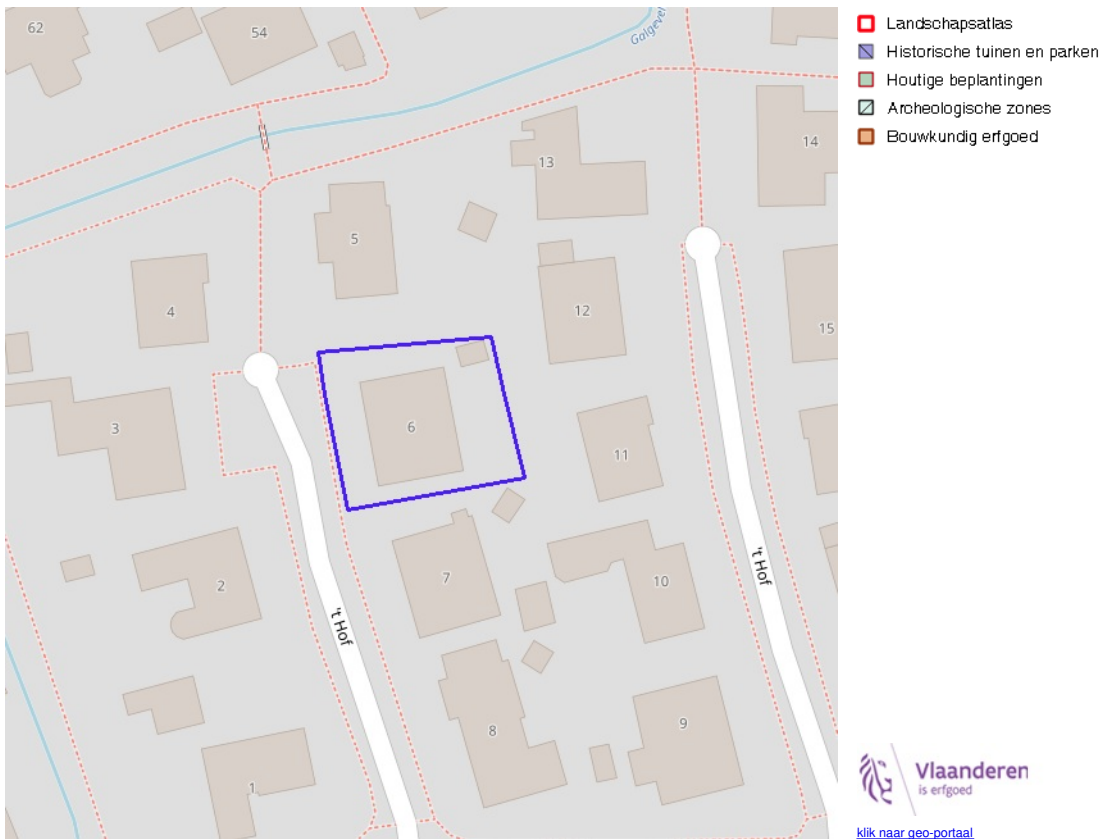 62
54
Galgevel
13
14
5
4
12
15
3
6
11
2
7
10
't Hof
't Hof
8
9
1
Landschapsatlas
Historische tuinen en parken
Houtige beplantingen
Archeologische zones
Bouwkundig erfgoed
Vlaanderen
is erfgoed
klik naar geo-portaal